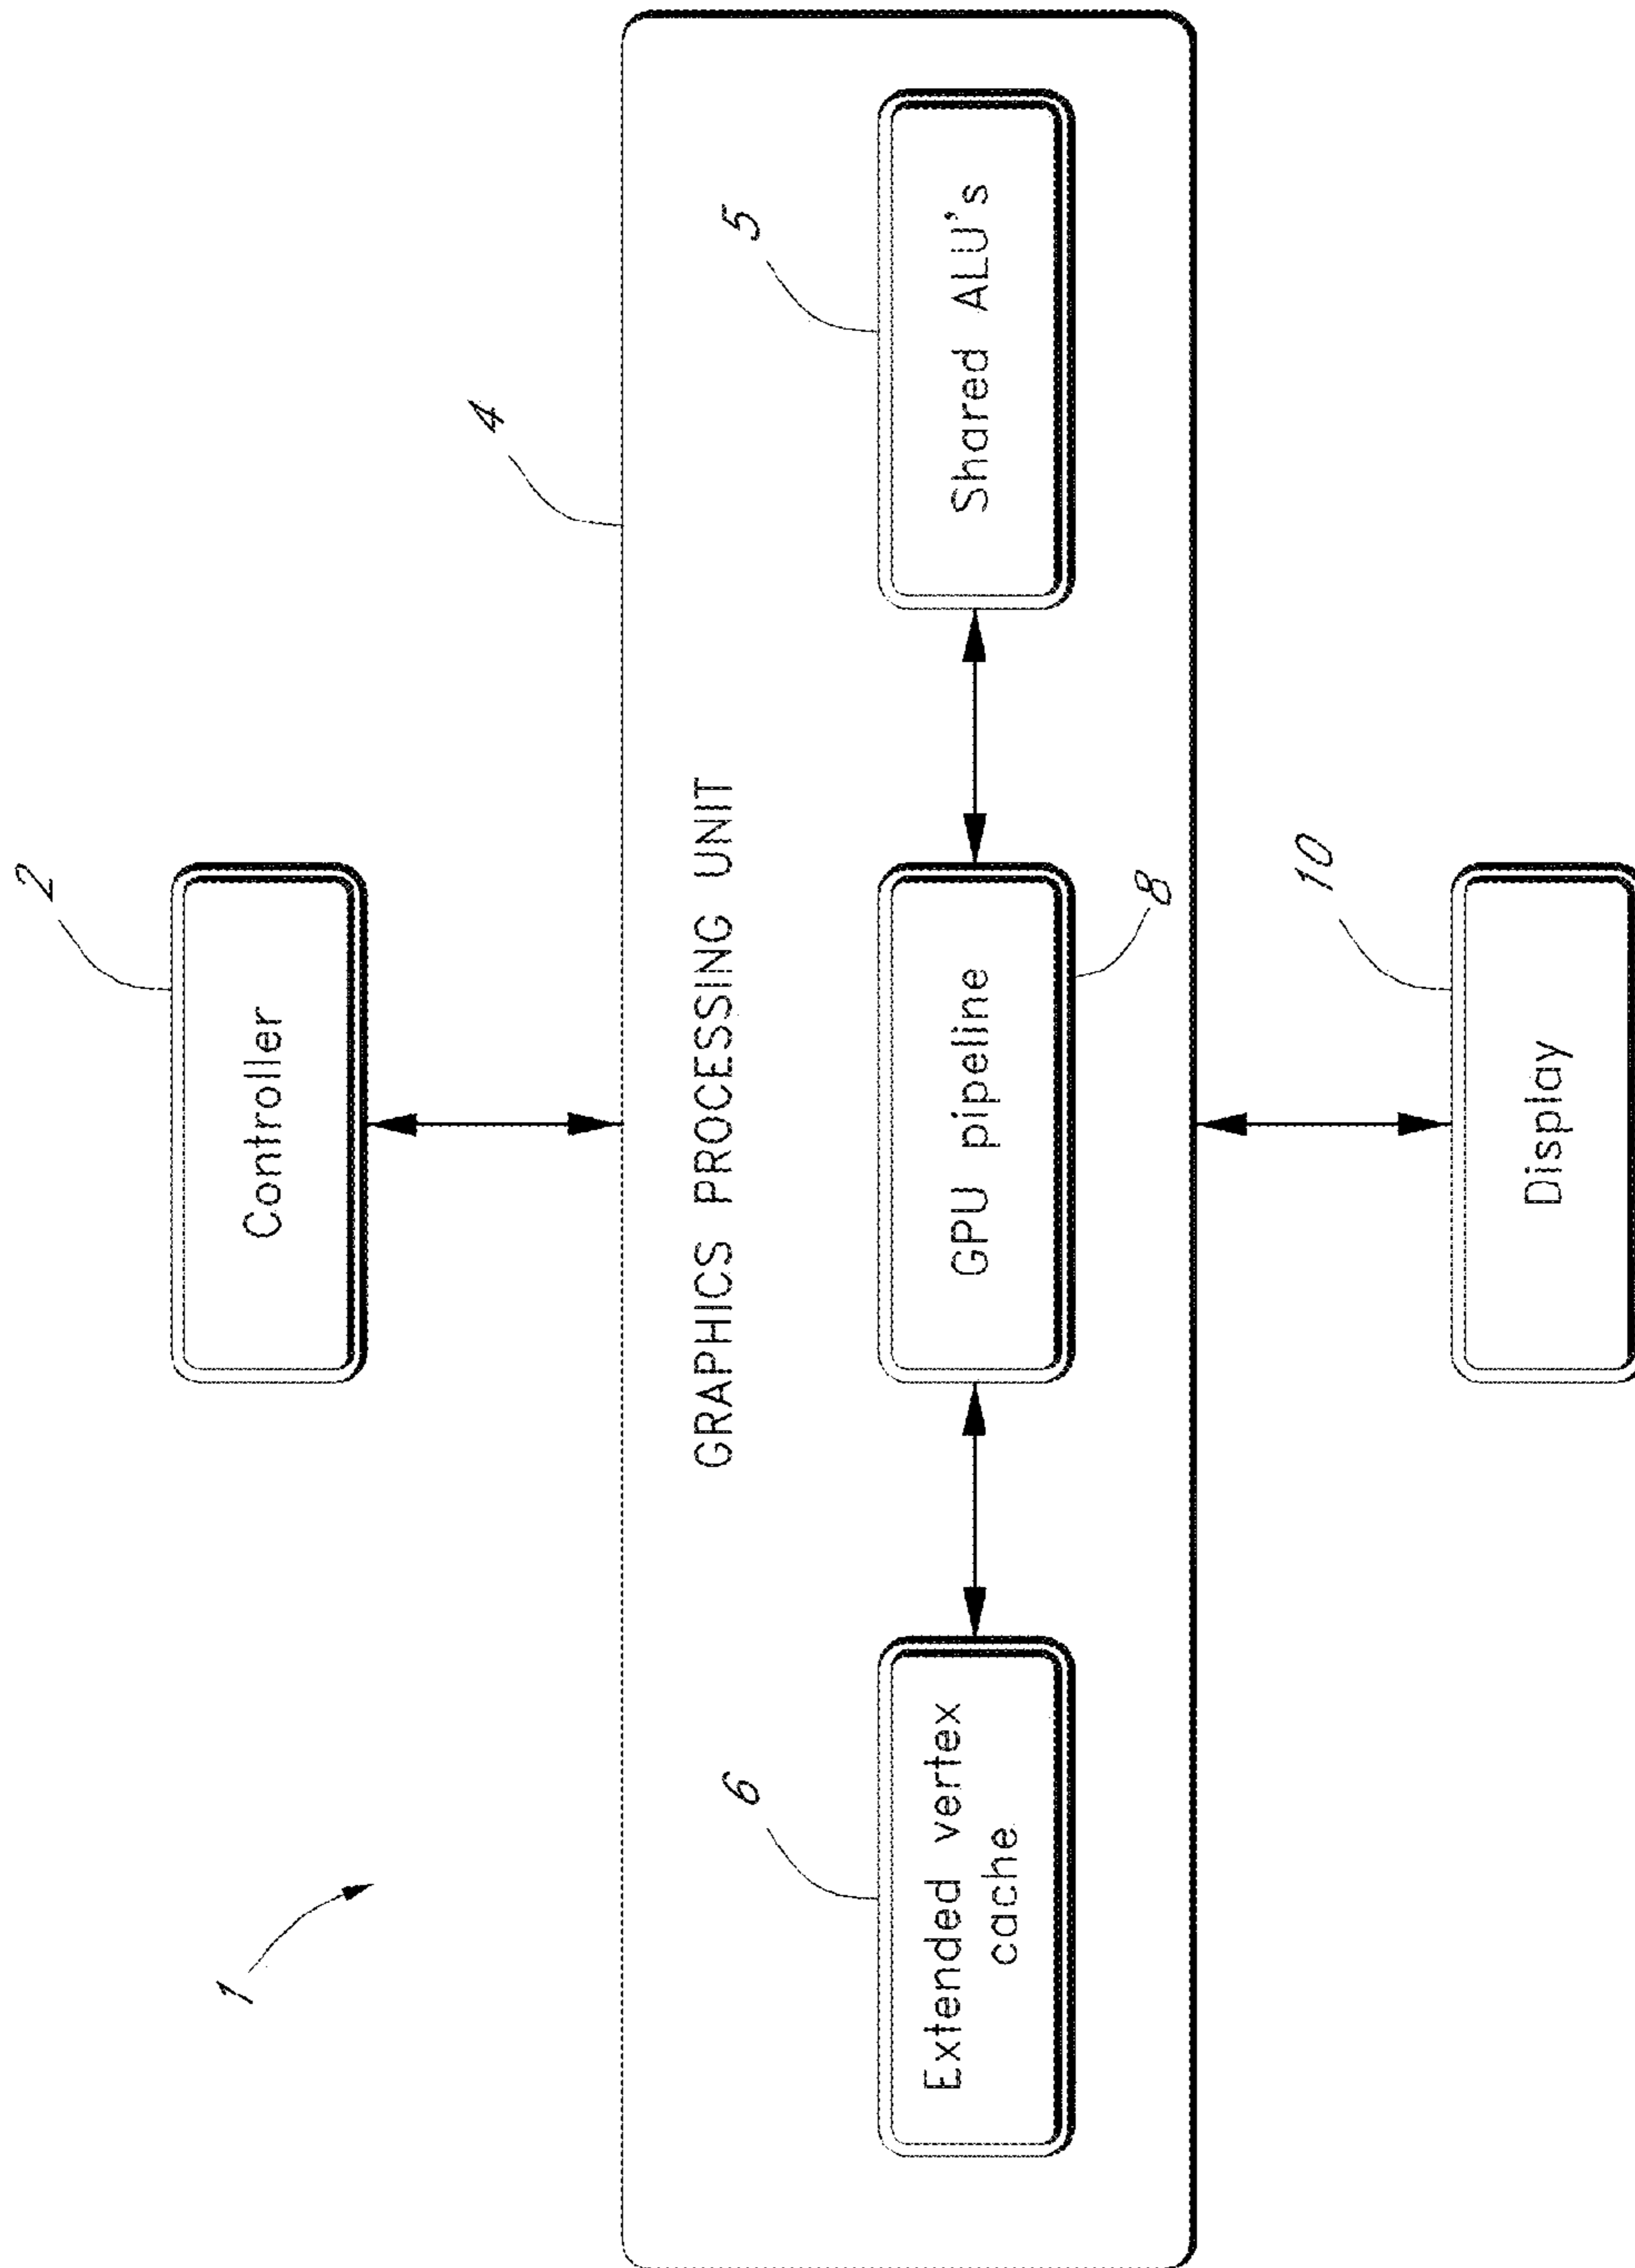 1
2
Controller
4
GRAPHICS PROCESSING UNIT
6
Extended vertex
cache
GPU pipeline
8
5
Shared ALU's
10
Display